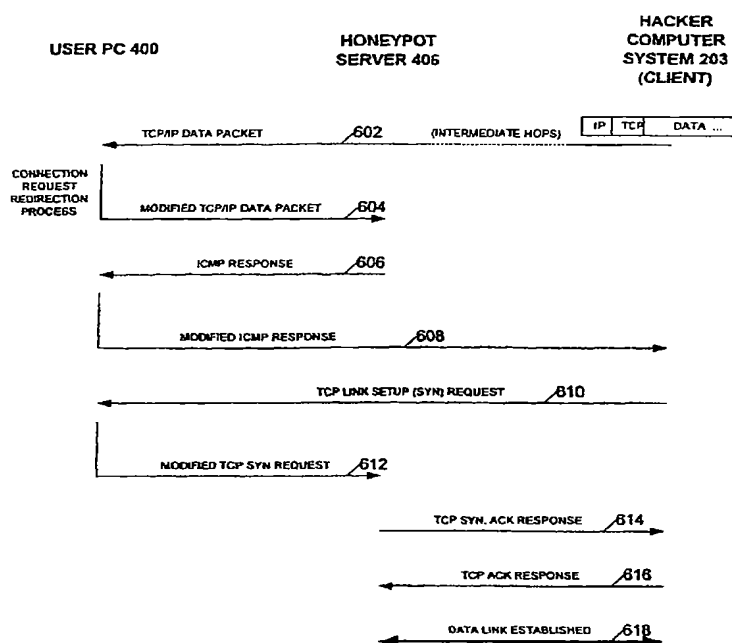 USER PC 400
HONEYPOT
SERVER 406
HACKER
COMPUTER
SYSTEM 203
(CLIENT)
IP TCP DATA ...
TCP/IP DATA PACKET 602 (INTERMEDIATE HOPS)
CONNECTION
REQUEST
REDIRECTION
PROCESS
MODIFIED TCP/IP DATA PACKET 604
ICMP RESPONSE 606
MODIFIED ICMP RESPONSE 608
TCP LINK SETUP (SYN) REQUEST 610
MODIFIED TCP SYN REQUEST 612
TCP SYN. ACK RESPONSE 614
TCP ACK RESPONSE 616
DATA LINK ESTABLISHED 618